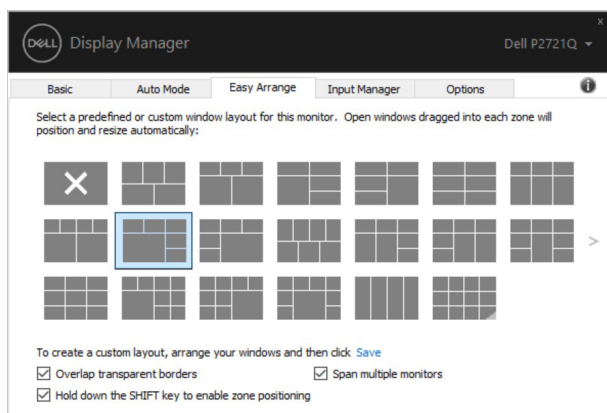 x
DELL Display Manager
Dell P2721Q
Basic Auto Mode Easy Arrange Input Manager Options
Select a predefined or custom window layout for this monitor. Open windows dragged into each zone will
position and resize automatically:
To create a custom layout, arrange your windows and then click Save
Overlap transparent borders
Span multiple monitors
Hold down the SHIFT key to enable zone positioning